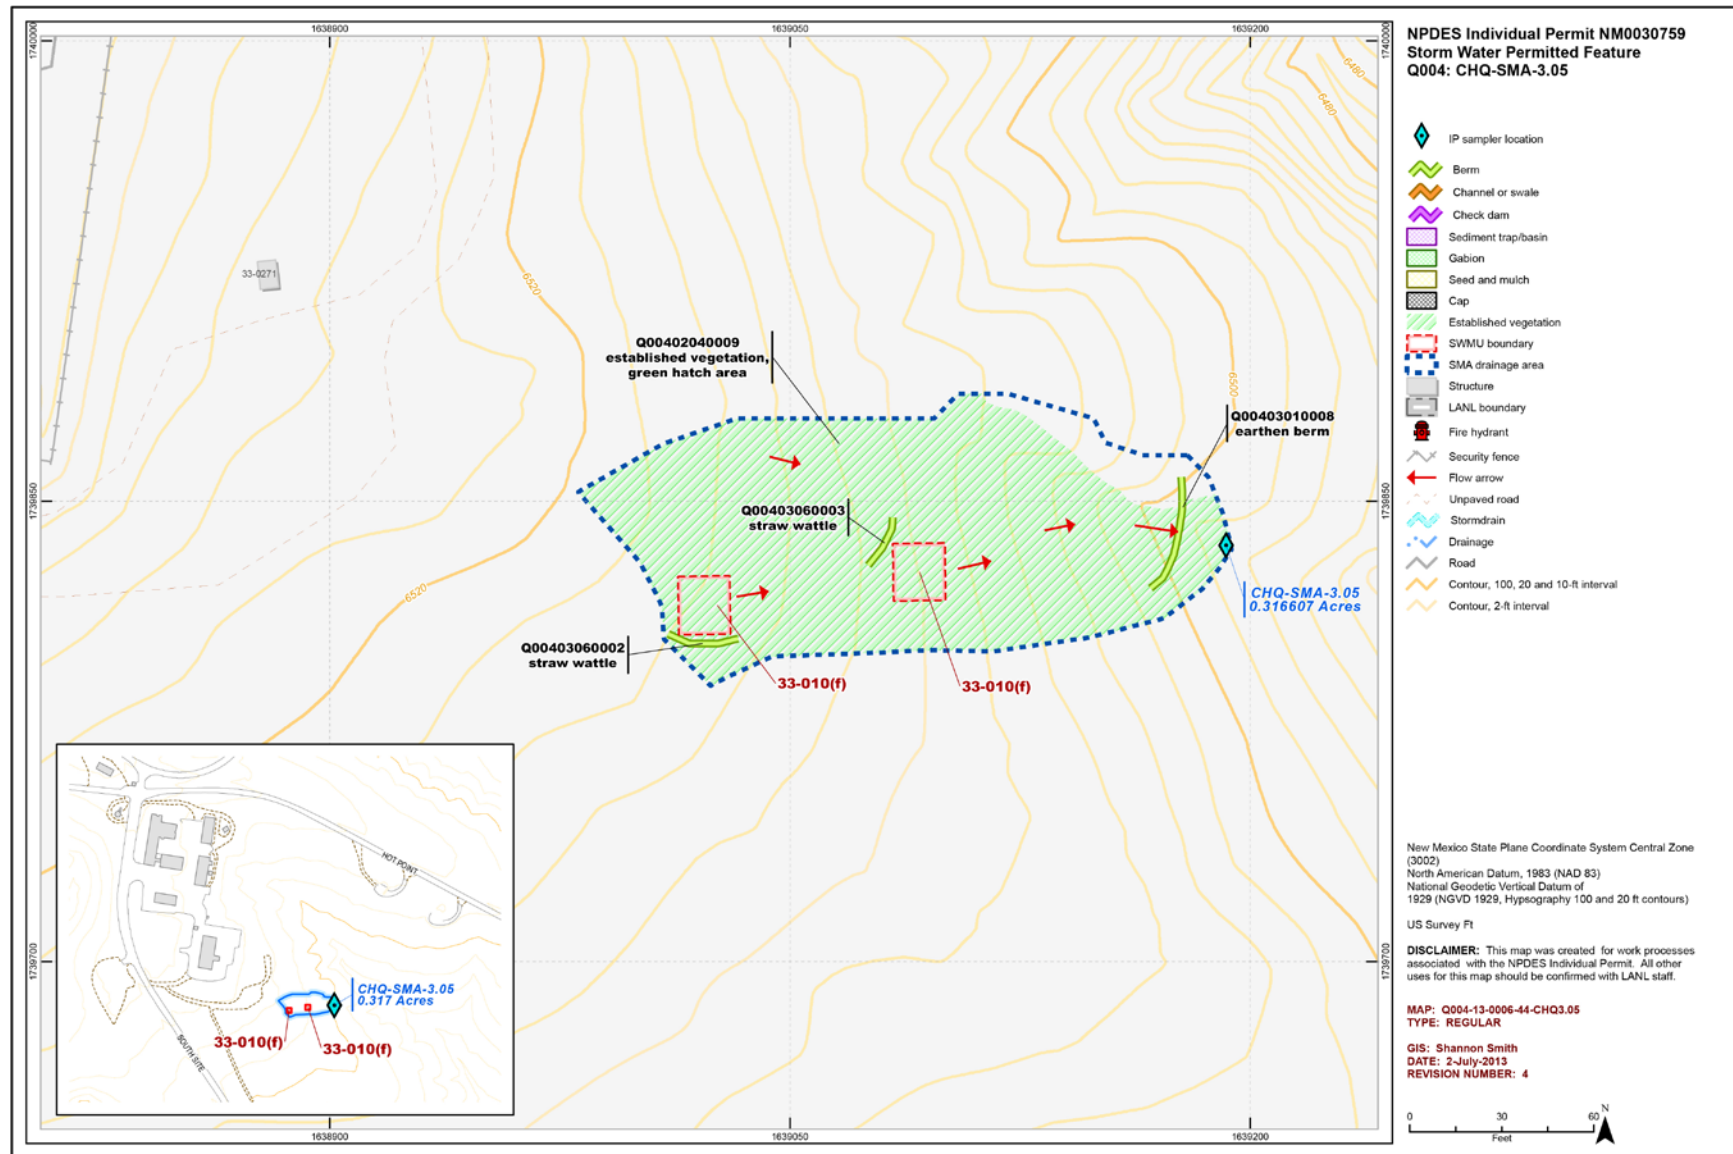 1638900
1639050
1639200
1740000
1740000
NPDES Individual Permit NM0030759
Storm Water Permitted Feature
Q004: CHQ-SMA-3.05
IP sampler location
Berm
Channel or swale
Check dam
Sediment trap/basin
Gabion
Seed and mulch
Cap
Established vegetation
SWMU boundary
SMA drainage area
Structure
LANL boundary
Fire hydrant
Security fence
Flow arrow
Unpaved road
Stormdrain
Drainage
Road
Contour, 100, 20 and 10-ft interval
Contour, 2-ft interval
6480
6480
33-0271
6520
Q00402040009
established vegetation,
green hatch area
6500
Q00403010008
earthen berm
1739850
1739850
Q00403060003
straw wattle
6520
CHQ-SMA-3.05
0.316607 Acres
Q00403060002
straw wattle
33-010(f)
33-010(f)
HOT POINT
SOUTH SITE
CHQ-SMA-3.05
0.317 Acres
33-010(f)
33-010(f)
1739700
1739700
1638900
1639050
1639200
New Mexico State Plane Coordinate System Central Zone
(3002)
North American Datum, 1983 (NAD 83)
National Geodetic Vertical Datum of
1929 (NGVD 1929, Hypsography 100 and 20 ft contours)
US Survey Ft
DISCLAIMER: This map was created for work processes
associated with the NPDES Individual Permit. All other
uses for this map should be confirmed with LANL staff.
MAP: Q004-13-0006-44-CHQ3.05
TYPE: REGULAR
GIS: Shannon Smith
DATE: 2-July-2013
REVISION NUMBER: 4
0 30 60
Feet
N